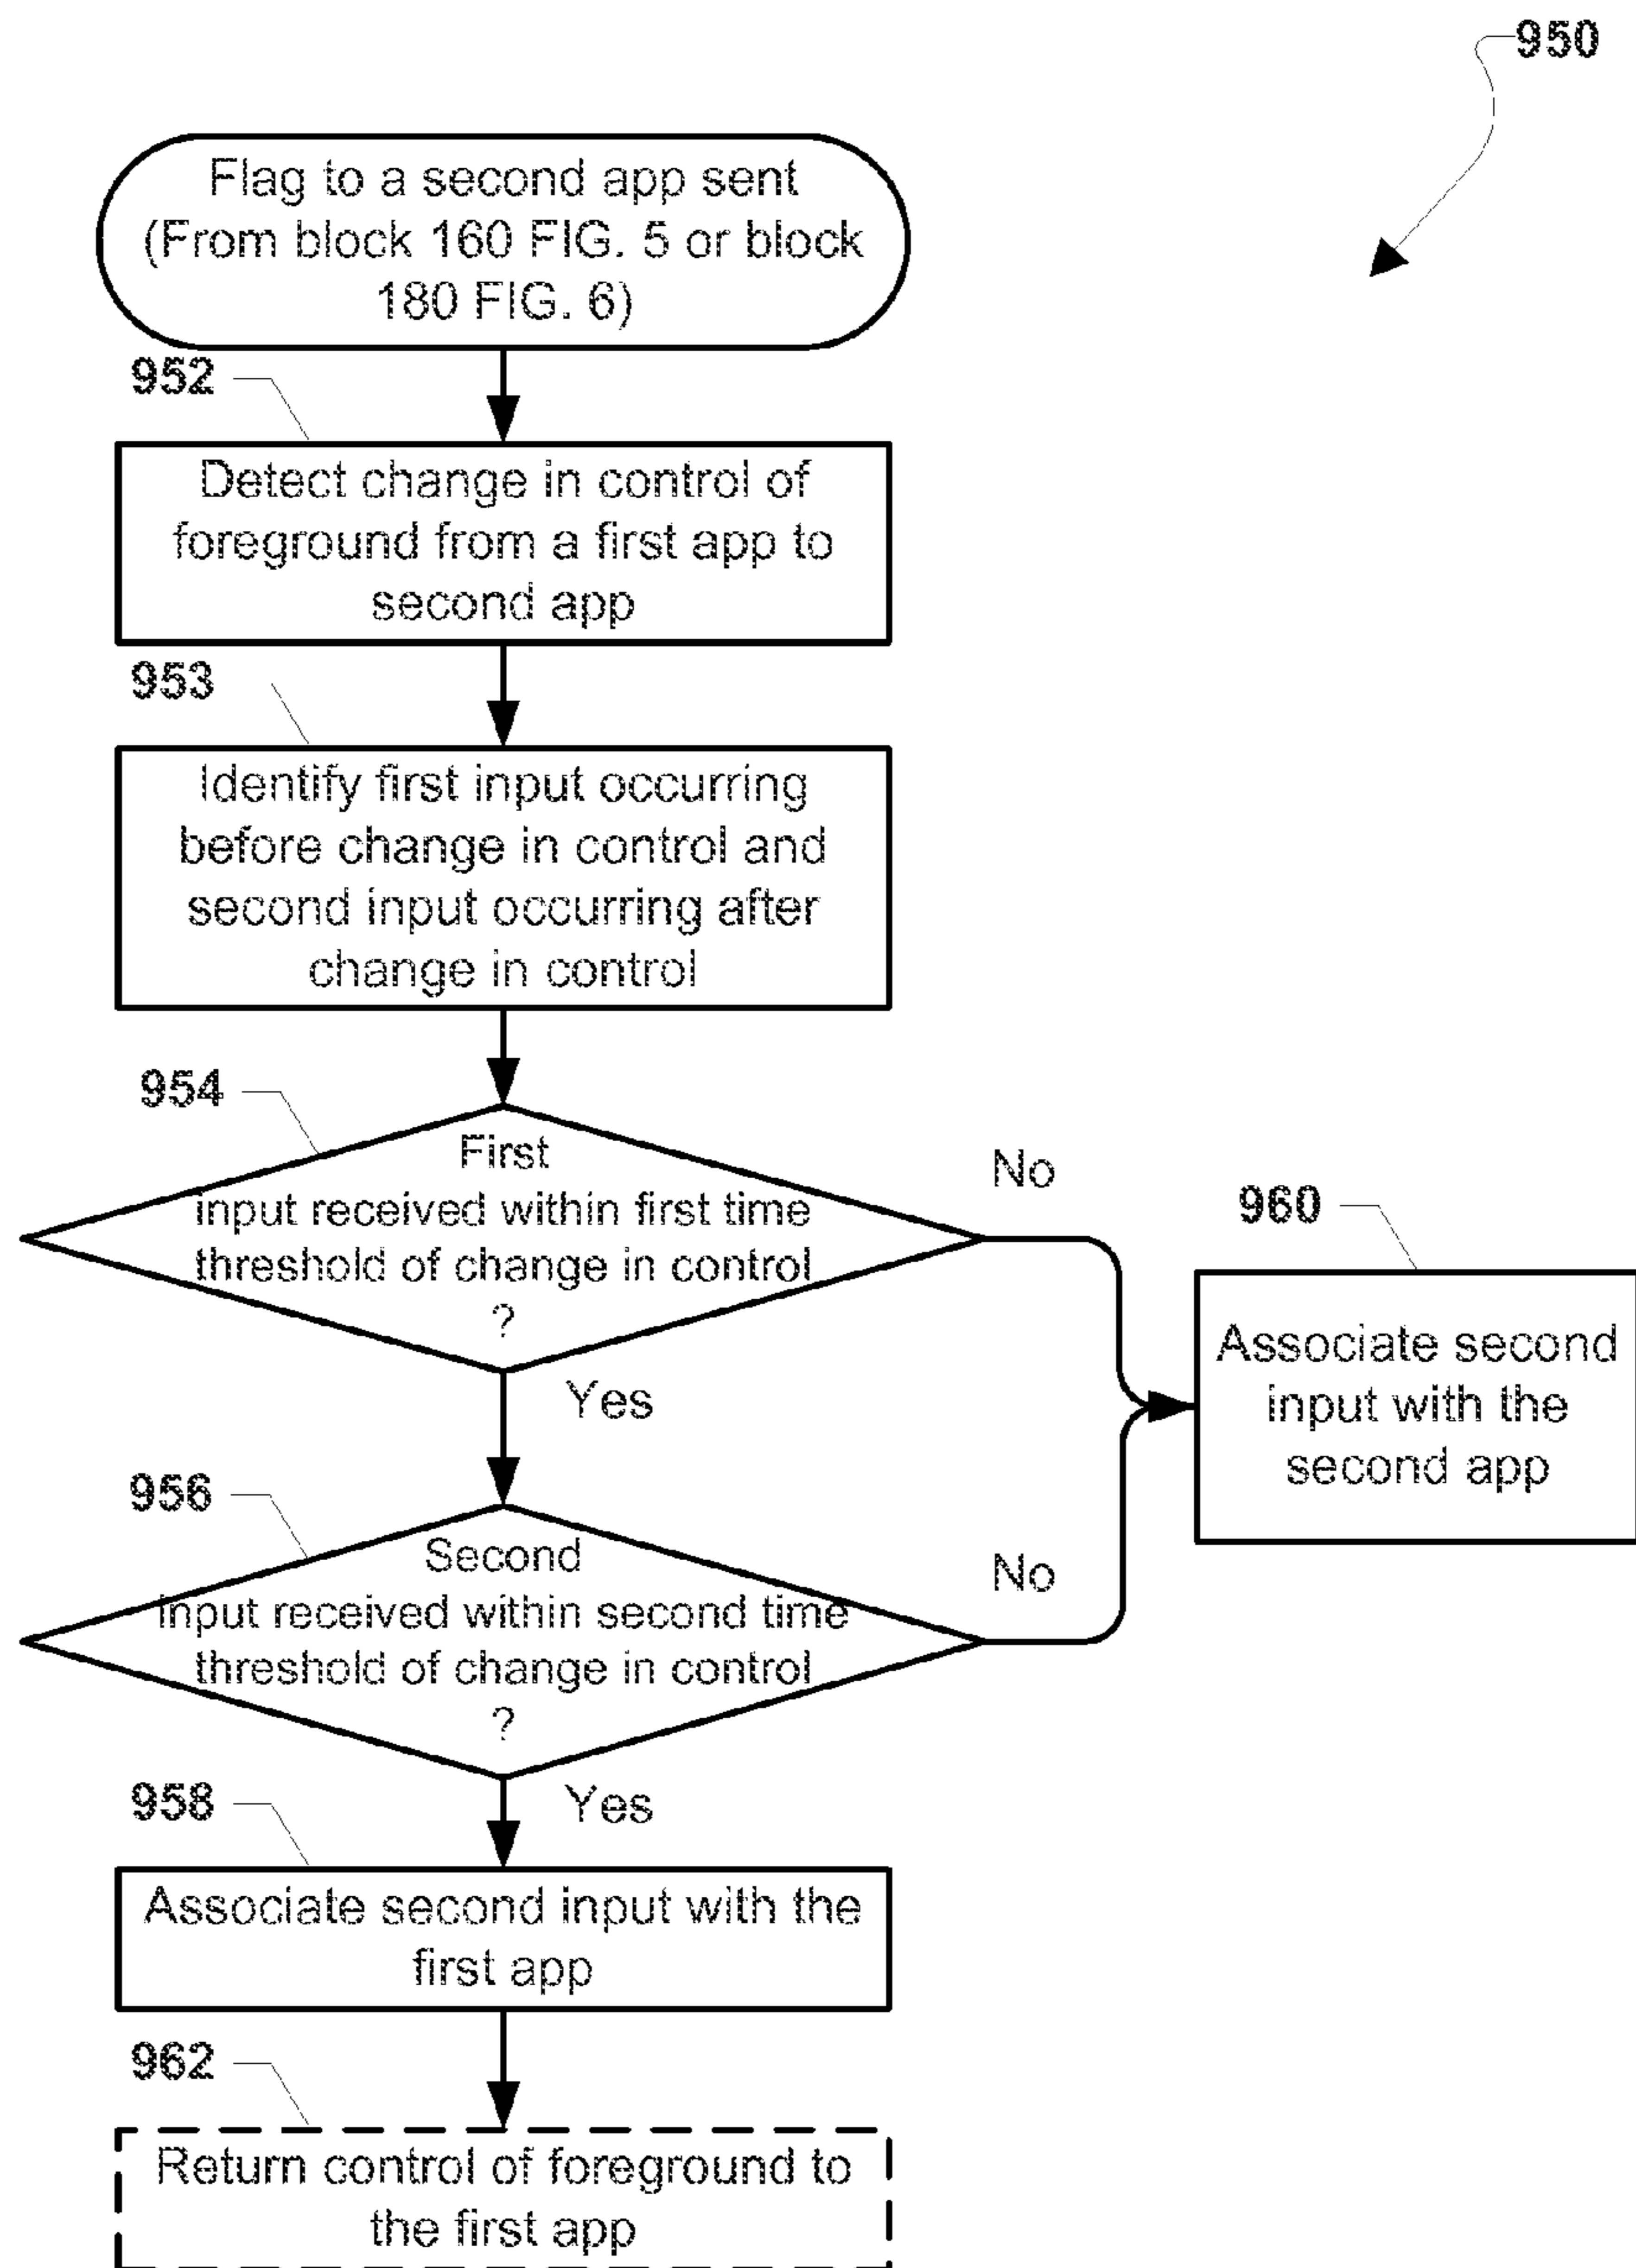 950
Flag to a second app sent
(From block 160 FIG. 5 or block
180 FIG. 6)
952
Detect change in control of
foreground from a first app to
second app
953
Identify first input occurring
before change in control and
second input occurring after
change in control
954
First
input received within first time
threshold of change in control
?
No
Yes
960
Associate second
input with the
second app
956
Second
input received within second time
threshold of change in control
?
No
Yes
958
Associate second input with the
first app
962
Return control of foreground to
the first app